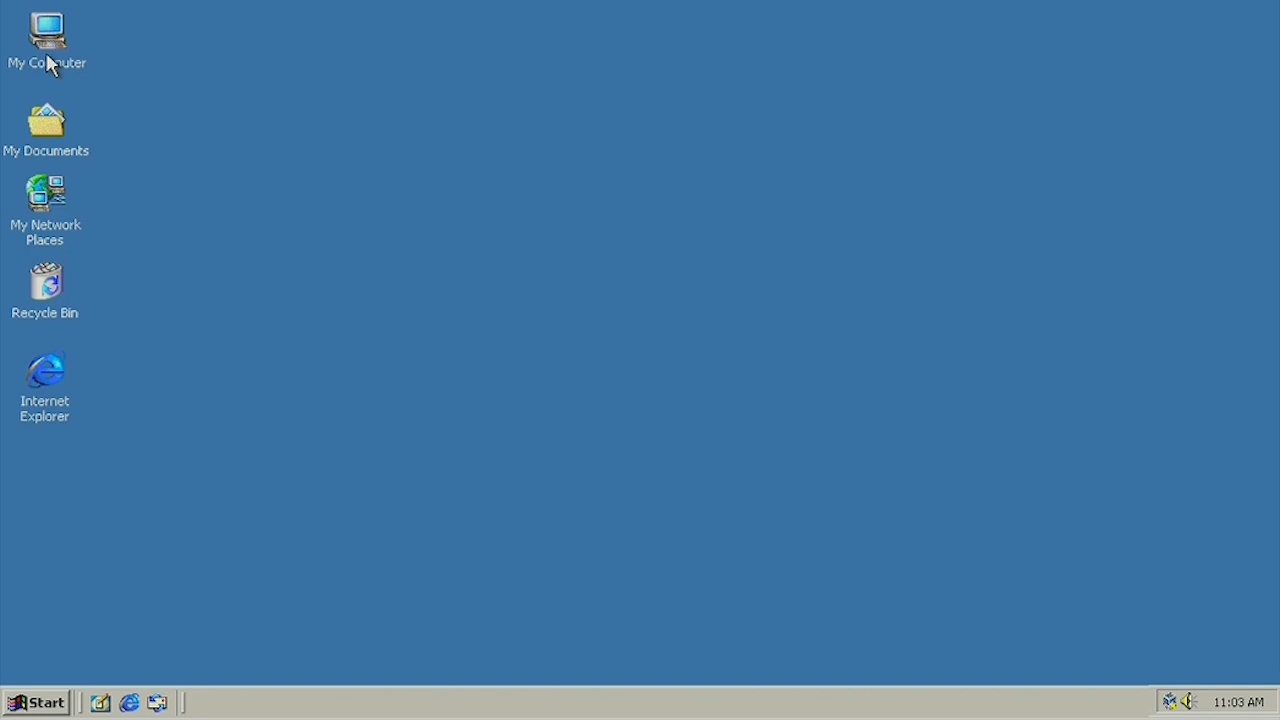 My Computer
My Documents
My Network
Places
Recycle Bin
Internet
Explorer
Start
11:03 AM